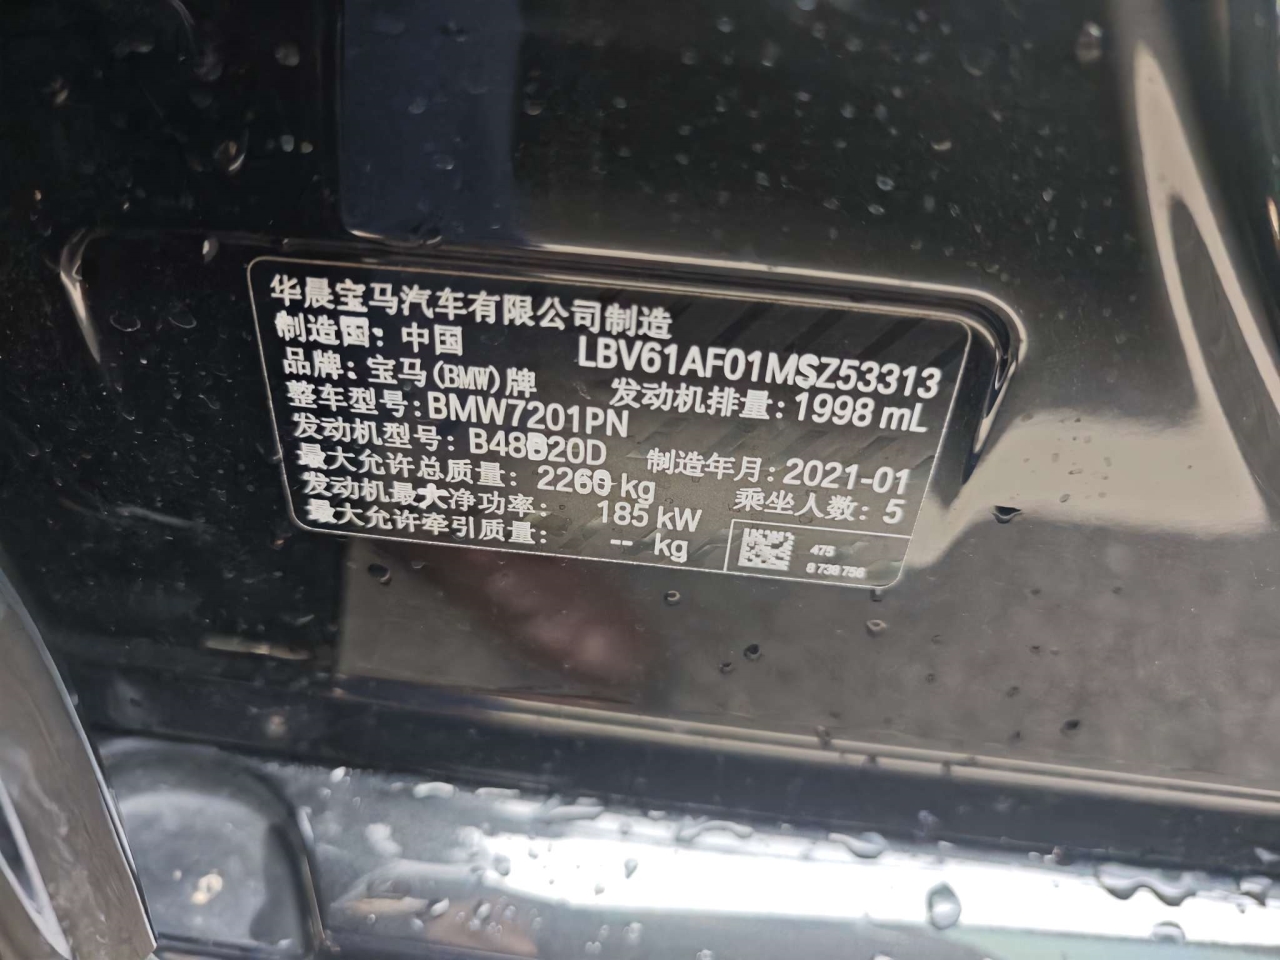 华晨宝马汽车有限公司制造
制造国：中国 LBV61AF01MSZ53313
品牌：宝马(BMW)牌 发动机排量：1998 mL
整车型号：BMW7201PN
发动机型号：B48B20D 制造年月：2021-01
最大允许总质量：2260 kg 乘坐人数：5
发动机最大净功率：185 kW
最大允许牵引质量：-- kg
475
8 738 756